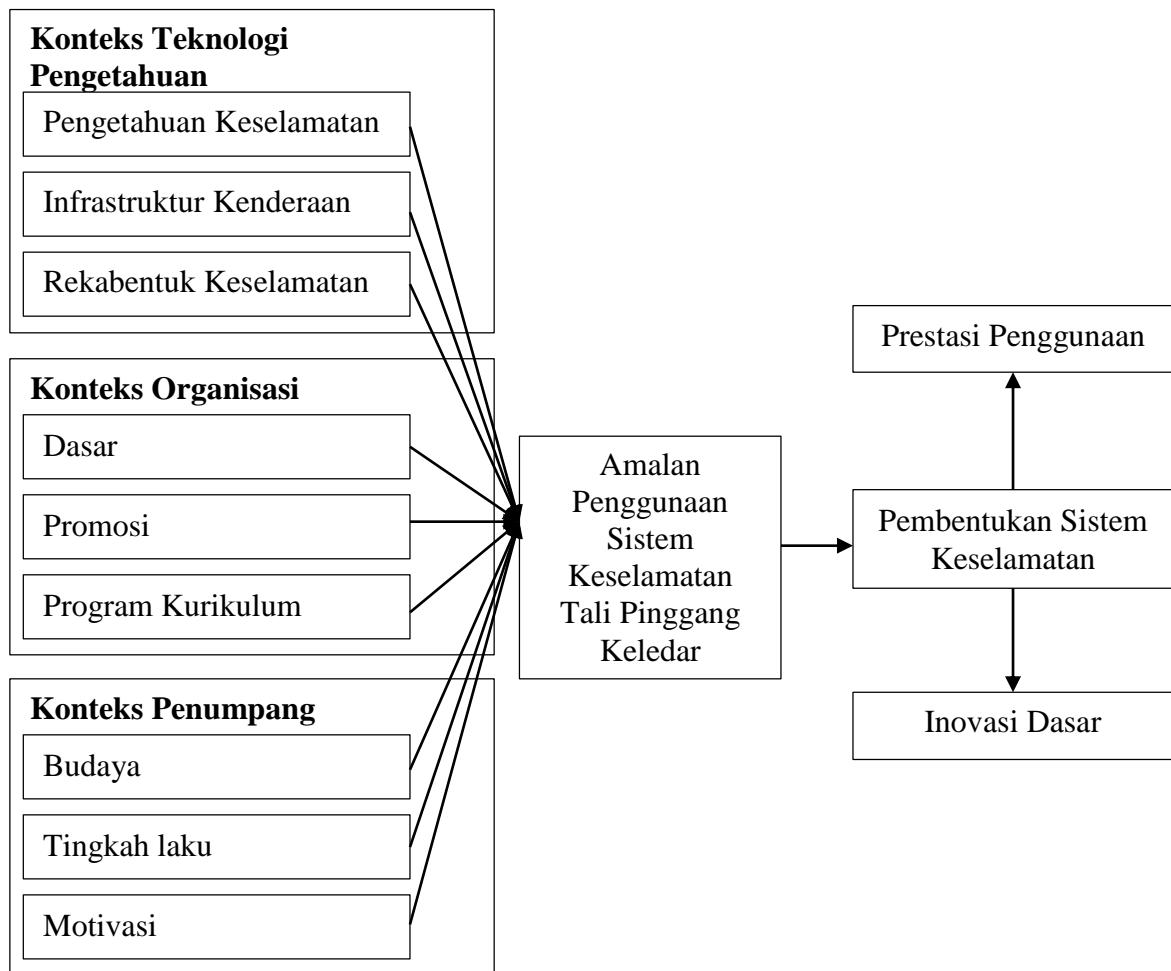 Konteks Teknologi
Pengetahuan
Pengetahuan Keselamatan
Infrastruktur Kenderaan
Rekabentuk Keselamatan
Konteks Organisasi
Dasar
Promosi
Program Kurikulum
Konteks Penumpang
Budaya
Tingkah laku
Motivasi
Amalan
Penggunaan
Sistem
Keselamatan
Tali Pinggang
Keledar
Prestasi Penggunaan
Pembentukan Sistem
Keselamatan
Inovasi Dasar